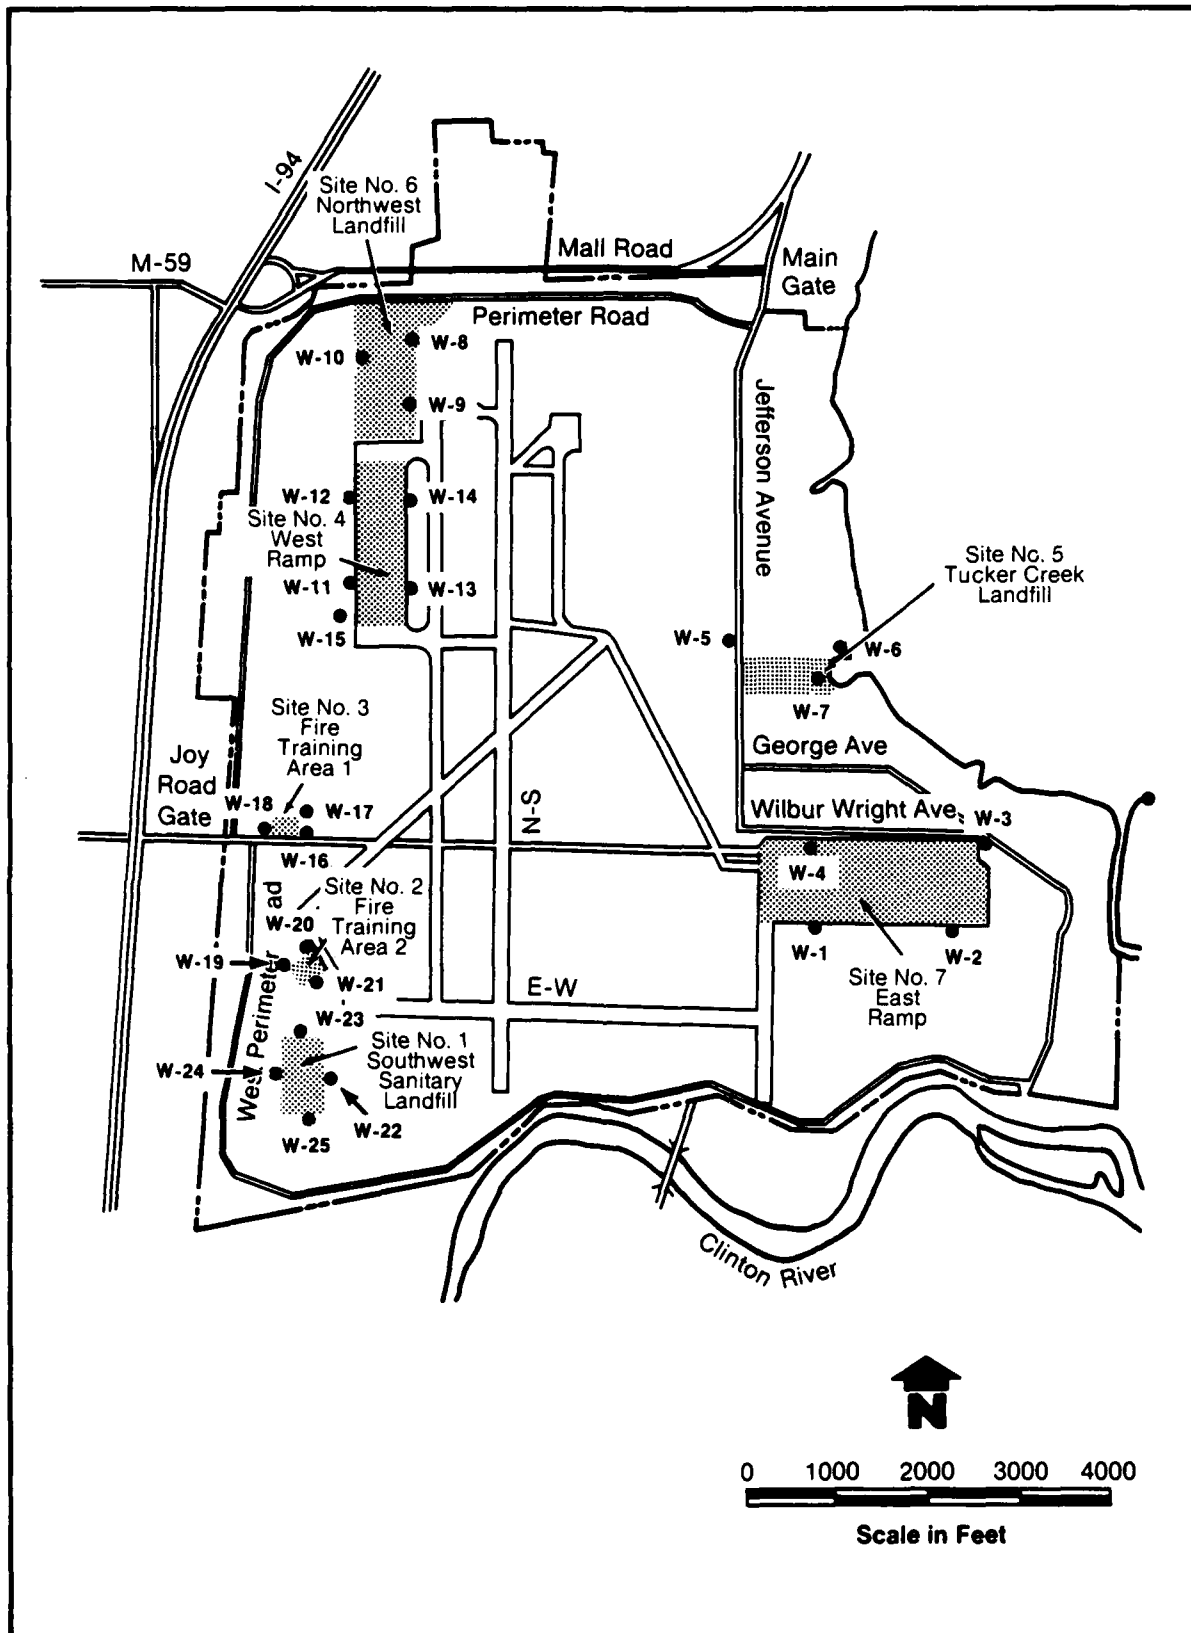 I-94
Site No. 6
Northwest
Landfill
M-59
Mall Road
Main
Gate
Perimeter Road
W-10
W-8
W-9
Jefferson Avenue
W-12
W-14
Site No. 4
West
Ramp
W-11
W-13
W-15
Site No. 5
Tucker Creek
Landfill
W-5
W-6
W-7
Site No. 3
Fire
Training
Area 1
Joy
Road
Gate
W-18
W-17
W-16
George Ave
Wilbur Wright Ave
W-3
N-S
W-4
Site No. 2
Fire
Training
Area 2
W-20
W-19
W-21
West Perimeter
ad
W-1
W-2
Site No. 7
East
Ramp
E-W
W-23
Site No. 1
Southwest
Sanitary
Landfill
W-24
W-22
W-25
Clinton River
N
0 1000 2000 3000 4000
Scale in Feet